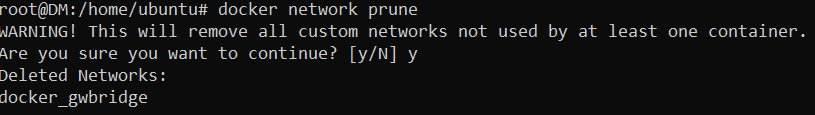 root@DM:/home/ubuntu# docker network prune
WARNING! This will remove all custom networks not used by at least one container.
Are you sure you want to continue? [y/N] y
Deleted Networks:
docker_gwbridge